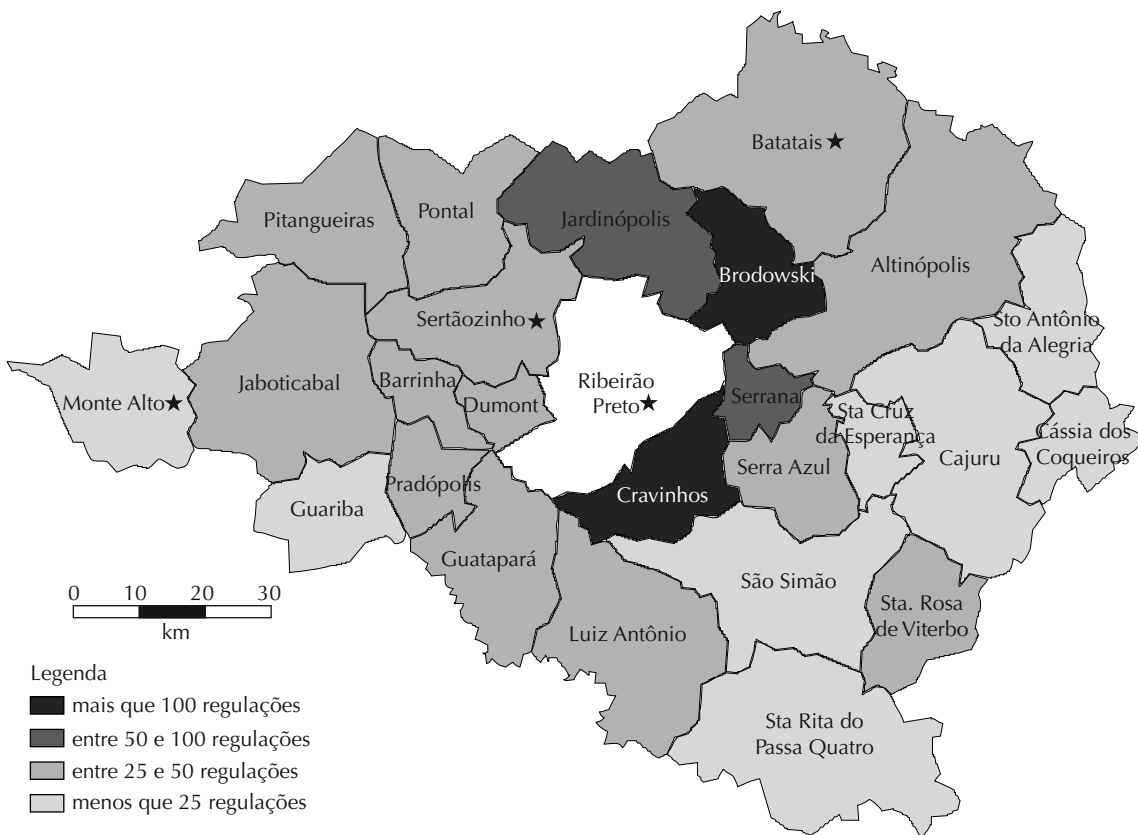 Batatais
Pitangueiras
Pontal
Jardinópolis
Brodowski
Altinópolis
Sertãozinho
Sto Antônio
da Alegria
Monte Alto
Jaboticabal
Barrinha
Dumont
Ribeirão
Preto
Serrana
Sta Cruz
da Esperança
Cajuru
Cássia dos
Coqueiros
Guariba
Pradópolis
Cravinhos
Serra Azul
Guatapará
São Simão
Luiz Antônio
Sta. Rosa
de Viterbo
Sta Rita do
Passa Quatro
0 10 20 30
km
Legenda
mais que 100 regulações
entre 50 e 100 regulações
entre 25 e 50 regulações
menos que 25 regulações